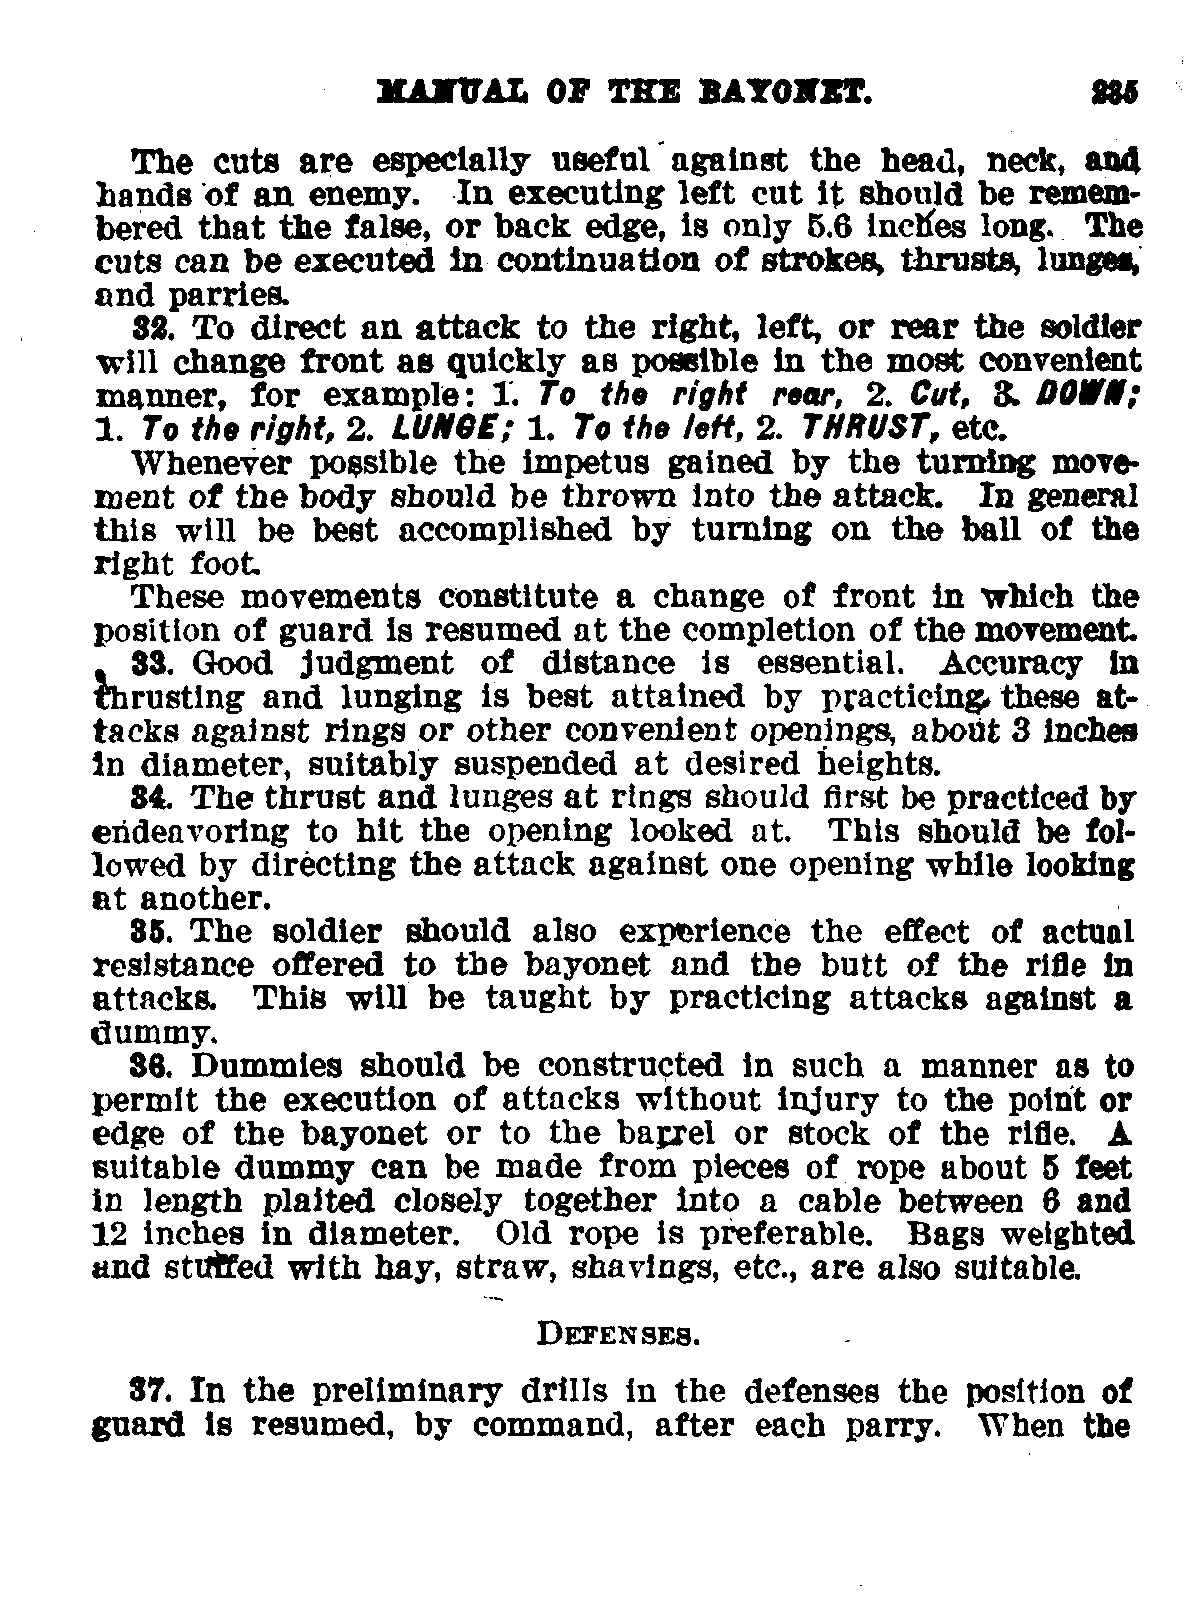 MANUAL OF THE BAYONET. 235
The cuts are especially useful against the head, neck, and
hands of an enemy. In executing left cut it should be remem-
bered that the false, or back edge, is only 5.6 inches long. The
cuts can be executed in continuation of strokes, thrusts, lunges,
and parries.
32. To direct an attack to the right, left, or rear the soldier
will change front as quickly as possible in the most convenient
manner, for example: 1. To the right rear, 2. Cut, 3. DOWN;
1. To the right, 2. LUNGE; 1. To the left, 2. THRUST, etc.
Whenever possible the impetus gained by the turning move-
ment of the body should be thrown into the attack. In general
this will be best accomplished by turning on the ball of the
right foot.
These movements constitute a change of front in which the
position of guard is resumed at the completion of the movement.
33. Good judgment of distance is essential. Accuracy in
thrusting and lunging is best attained by practicing these at-
tacks against rings or other convenient openings, about 3 inches
in diameter, suitably suspended at desired heights.
34. The thrust and lunges at rings should first be practiced by
endeavoring to hit the opening looked at. This should be fol-
lowed by directing the attack against one opening while looking
at another.
35. The soldier should also experience the effect of actual
resistance offered to the bayonet and the butt of the rifle in
attacks. This will be taught by practicing attacks against a
dummy.
36. Dummies should be constructed in such a manner as to
permit the execution of attacks without injury to the point or
edge of the bayonet or to the barrel or stock of the rifle. A
suitable dummy can be made from pieces of rope about 5 feet
in length plaited closely together into a cable between 6 and
12 inches in diameter. Old rope is preferable. Bags weighted
and stuffed with hay, straw, shavings, etc., are also suitable.
DEFENSES.
37. In the preliminary drills in the defenses the position of
guard is resumed, by command, after each parry. When the